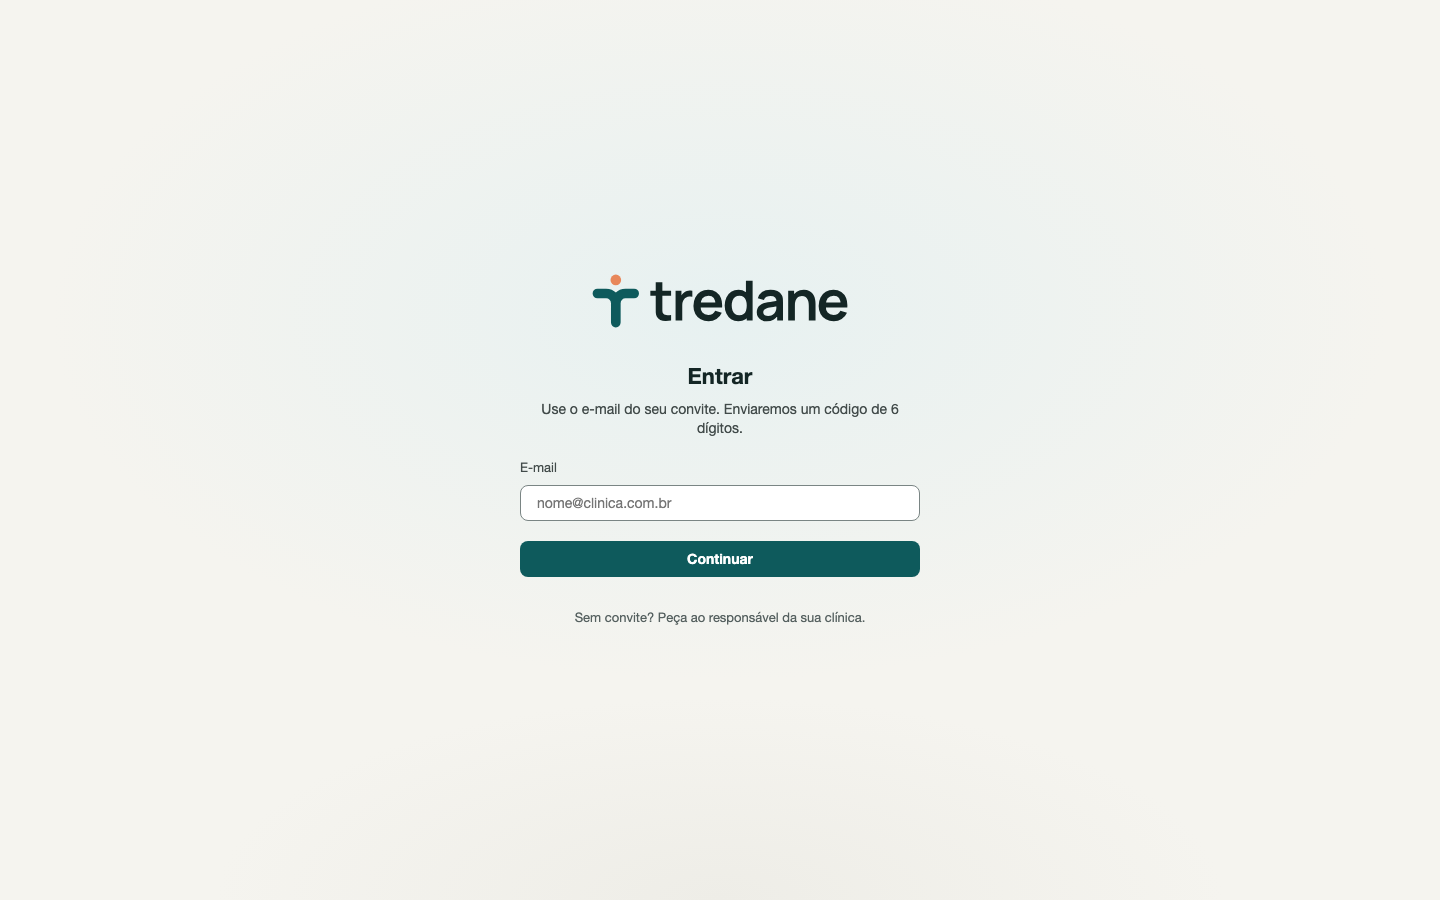 tredane
Entrar
Use o e-mail do seu convite. Enviaremos um código de 6
dígitos.
E-mail
nome@clinica.com.br
Continuar
Sem convite? Peça ao responsável da sua clínica.